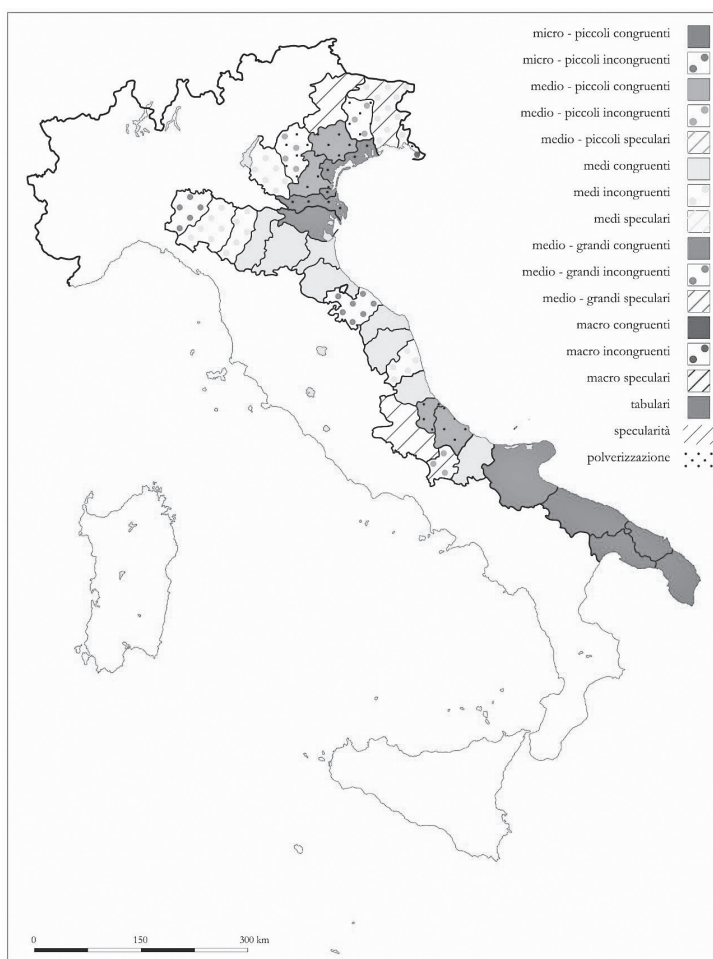 micro - piccoli congruenti
micro - piccoli incongruenti
medio - piccoli congruenti
medio - piccoli incongruenti
medio - piccoli speculari
medi congruenti
medi incongruenti
medi speculari
medio - grandi congruenti
medio - grandi incongruenti
medio - grandi speculari
macro congruenti
macro incongruenti
macro speculari
tabulari
specularità
polverizzazione
0 150 300 km